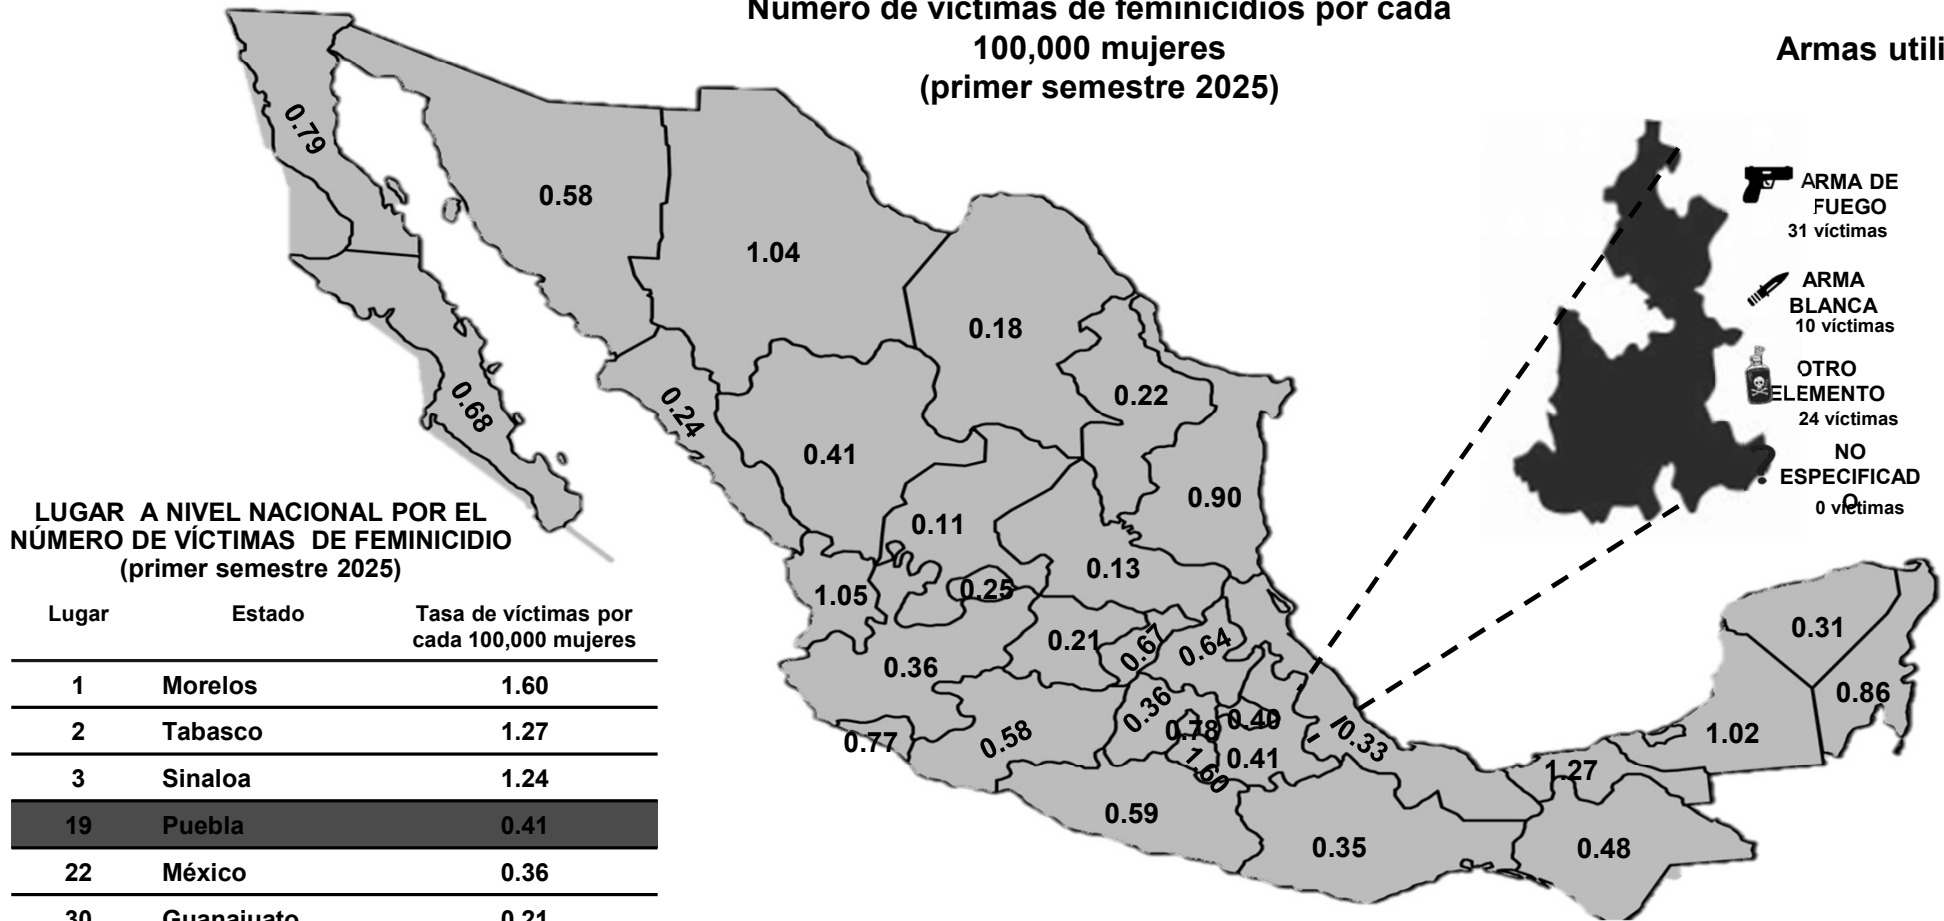 Número de víctimas de feminicidios por cada
100,000 mujeres
(primer semestre 2025)
Armas utili
0.79
0.58
1.04
0.18
0.22
0.68
0.24
0.41
0.90
0.11
0.13
0.25
1.05
0.21
0.67
0.64
0.36
0.36
0.78
0.40
0.33
0.77
0.58
0.41
1.60
0.59
0.35
0.48
1.27
1.02
0.31
0.86
ARMA DE
FUEGO
31 víctimas
ARMA
BLANCA
10 víctimas
OTRO
ELEMENTO
24 víctimas
NO
ESPECIFICAD
O
0 víctimas
LUGAR A NIVEL NACIONAL POR EL
NÚMERO DE VÍCTIMAS DE FEMINICIDIO
(primer semestre 2025)
Lugar Estado Tasa de víctimas por
cada 100,000 mujeres
1 Morelos 1.60
2 Tabasco 1.27
3 Sinaloa 1.24
19 Puebla 0.41
22 México 0.36
30 Guanajuato 0.21